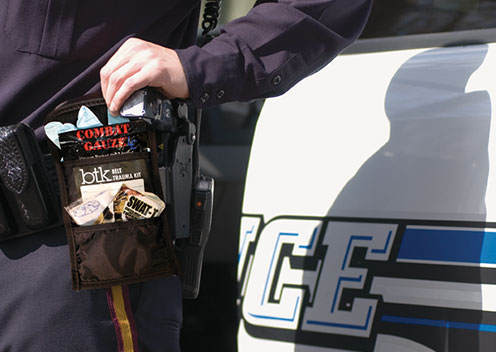 COMBAT
GAUZE
btk BELT
TRAUMA KIT
SWAT-T
ICE